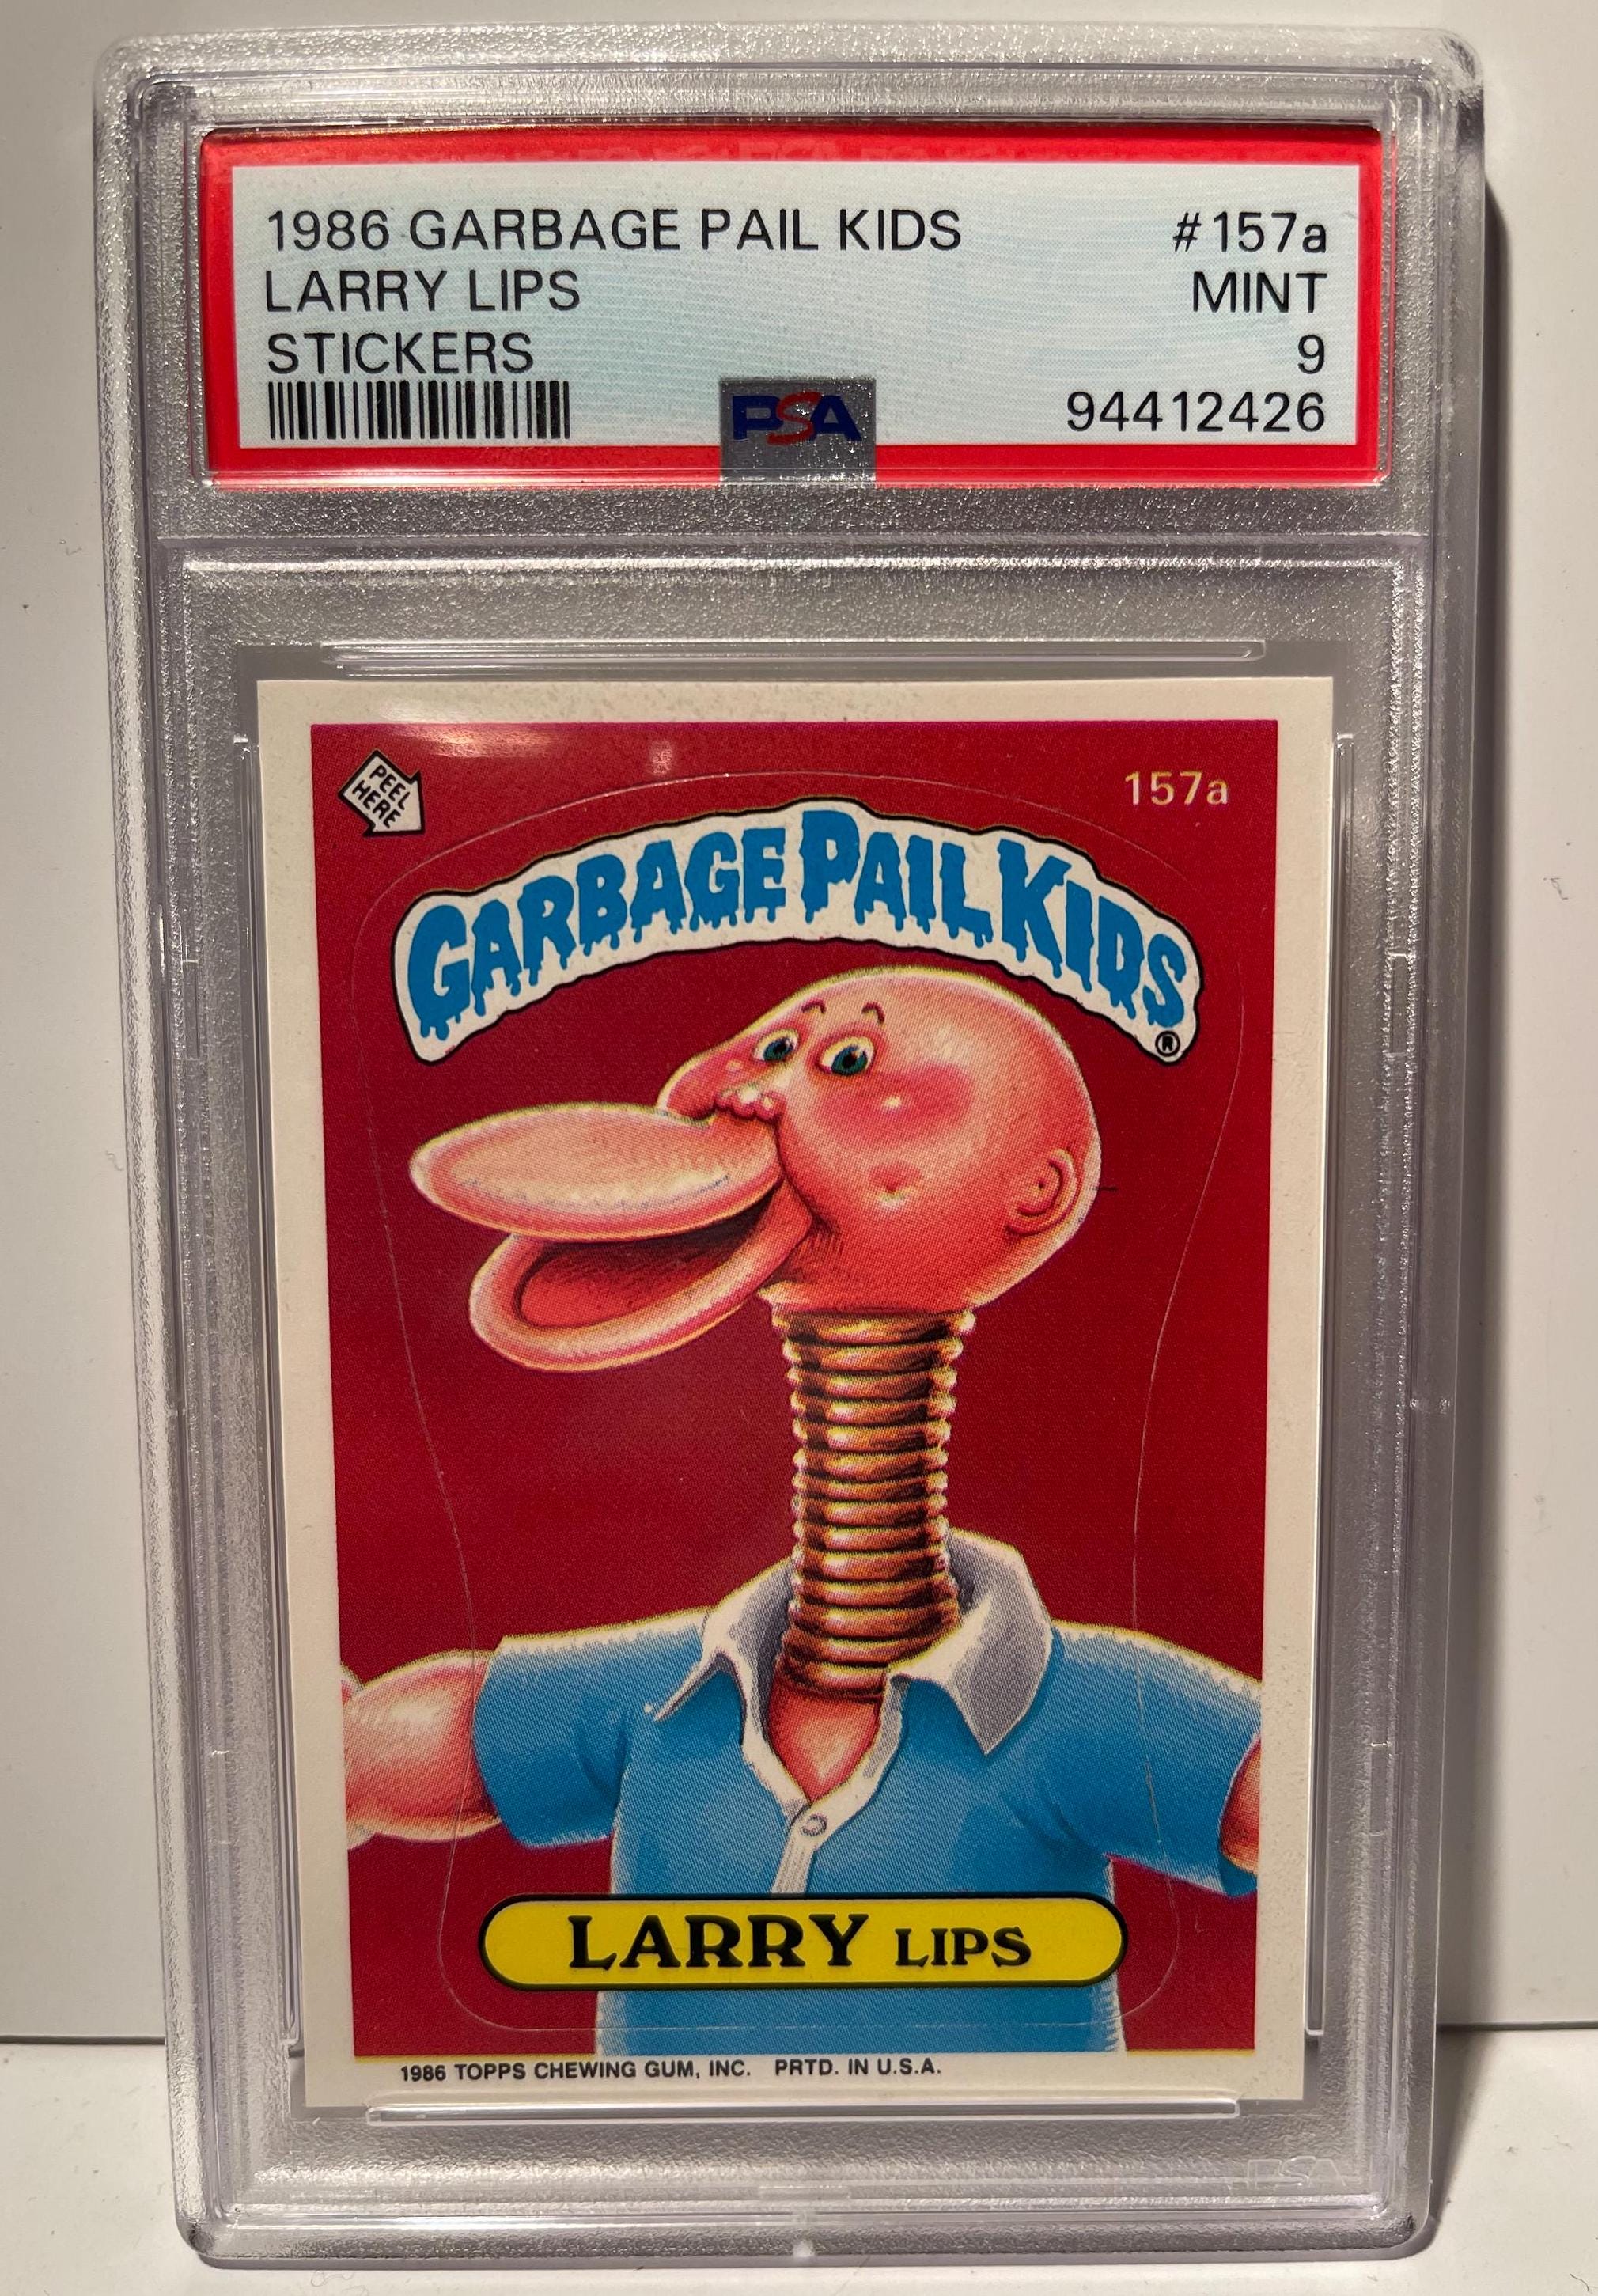 1986 GARBAGE PAIL KIDS #157a
LARRY LIPS MINT
STICKERS 9
PSA 94412426
PEEL
HERE
157a
GARBAGE PAIL KIDS
®
LARRY LIPS
1986 TOPPS CHEWING GUM, INC. PRTD. IN U.S.A.
PSA